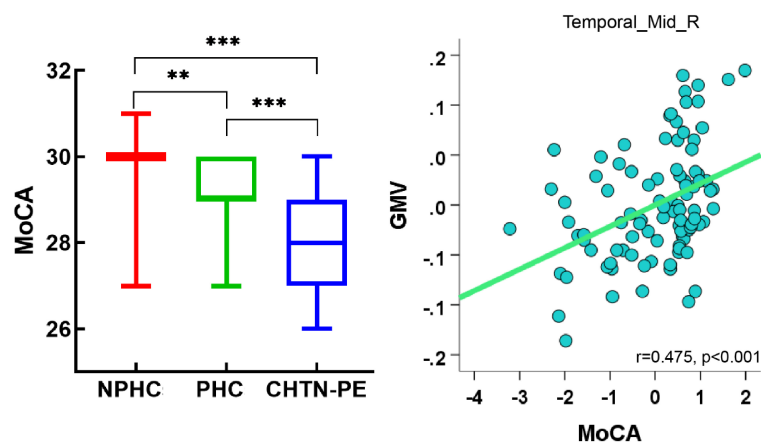 ***
**
***
MoCA
32
30
28
26
NPHC PHC CHTN-PE
Temporal_Mid_R
GMV
.2
.1
.0
.0
-.1
-.1
-.2
r=0.475, p<0.001
-4 -3 -2 -1 0 1 2
MoCA